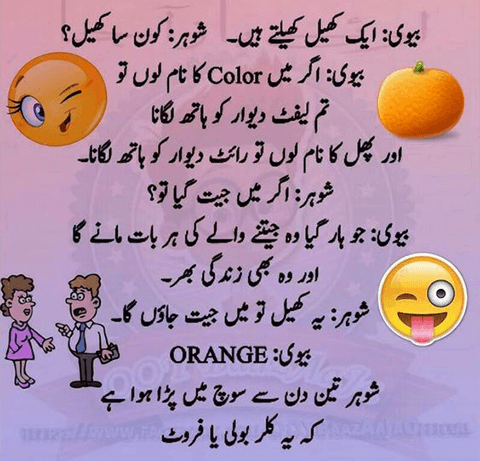 بیوی: ایک کھیل کھیلتے ہیں۔ شوہر: کون سا کھیل؟
بیوی: اگر میں Color کا نام لوں تو
تم لیفٹ دیوار کو ہاتھ لگانا
اور پھل کا نام لوں تو رائٹ دیوار کو ہاتھ لگانا۔
شوہر: اگر میں جیت گیا تو؟
بیوی: جو ہار گیا وہ جیتنے والے کی ہر بات مانے گا
اور وہ بھی زندگی بھر۔
شوہر: یہ کھیل تو میں جیت جاؤں گا۔
بیوی: ORANGE
شوہر تین دن سے سوچ میں پڑا ہوا ہے
کہ یہ کلر بولی یا فروٹ